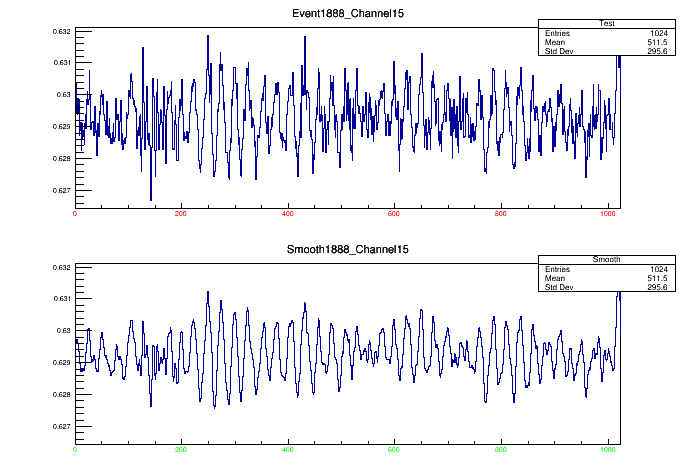 Event1888_Channel15
Test
Entries 1024
Mean 511.5
Std Dev 295.6
0.632
0.631
0.63
0.629
0.628
0.627
0 200 400 600 800 1000
Smooth1888_Channel15
Smooth
Entries 1024
Mean 511.5
Std Dev 295.6
0.632
0.631
0.63
0.629
0.628
0.627
0 200 400 600 800 1000